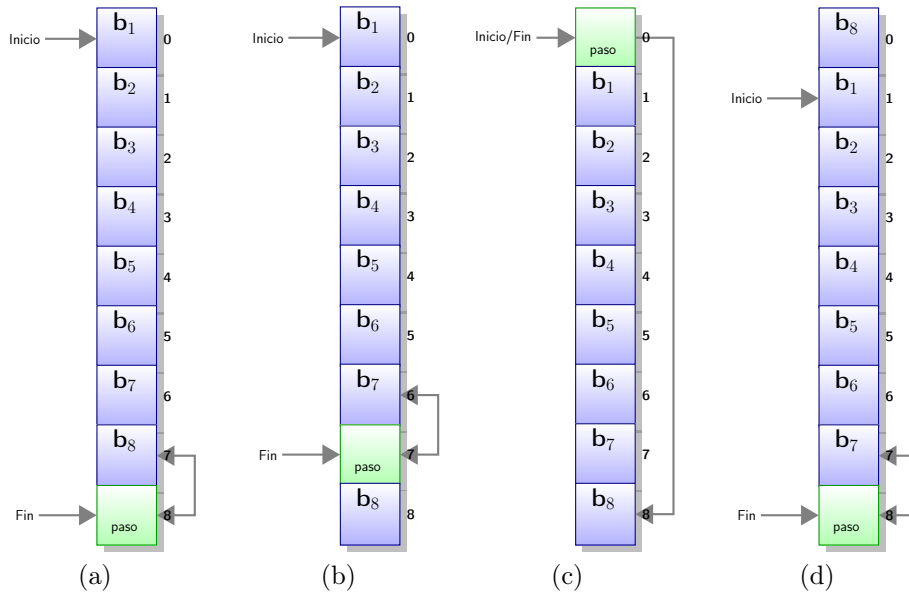 Inicio
b1
0
b2
1
b3
2
b4
3
b5
4
b6
5
b7
6
b8
7
Fin
paso
8
(a)
Inicio
b1
0
b2
1
b3
2
b4
3
b5
4
b6
5
b7
6
Fin
paso
7
b8
8
(b)
Inicio/Fin
paso
0
b1
1
b2
2
b3
3
b4
4
b5
5
b6
6
b7
7
b8
8
(c)
b8
0
Inicio
b1
1
b2
2
b3
3
b4
4
b5
5
b6
6
b7
7
Fin
paso
8
(d)